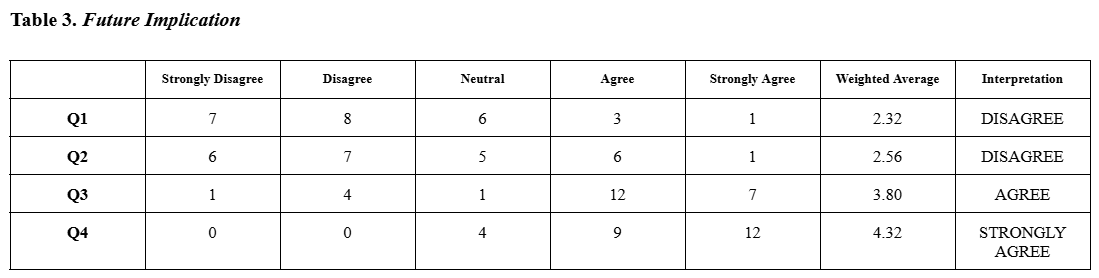 Table 3. Future Implication
Strongly Disagree Disagree Neutral Agree Strongly Agree Weighted Average Interpretation
Q1 7 8 6 3 1 2.32 DISAGREE
Q2 6 7 5 6 1 2.56 DISAGREE
Q3 1 4 1 12 7 3.80 AGREE
Q4 0 0 4 9 12 4.32 STRONGLY
AGREE